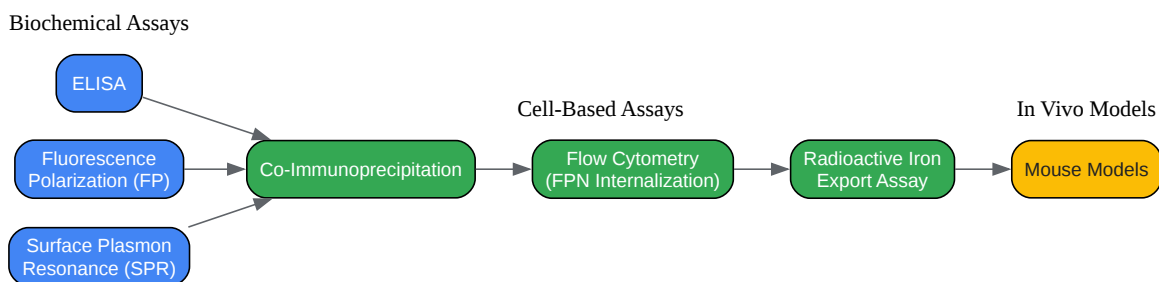 Biochemical Assays
ELISA
Fluorescence
Polarization (FP)
Surface Plasmon
Resonance (SPR)
Co-Immunoprecipitation
Cell-Based Assays
Flow Cytometry
(FPN Internalization)
Radioactive Iron
Export Assay
In Vivo Models
Mouse Models